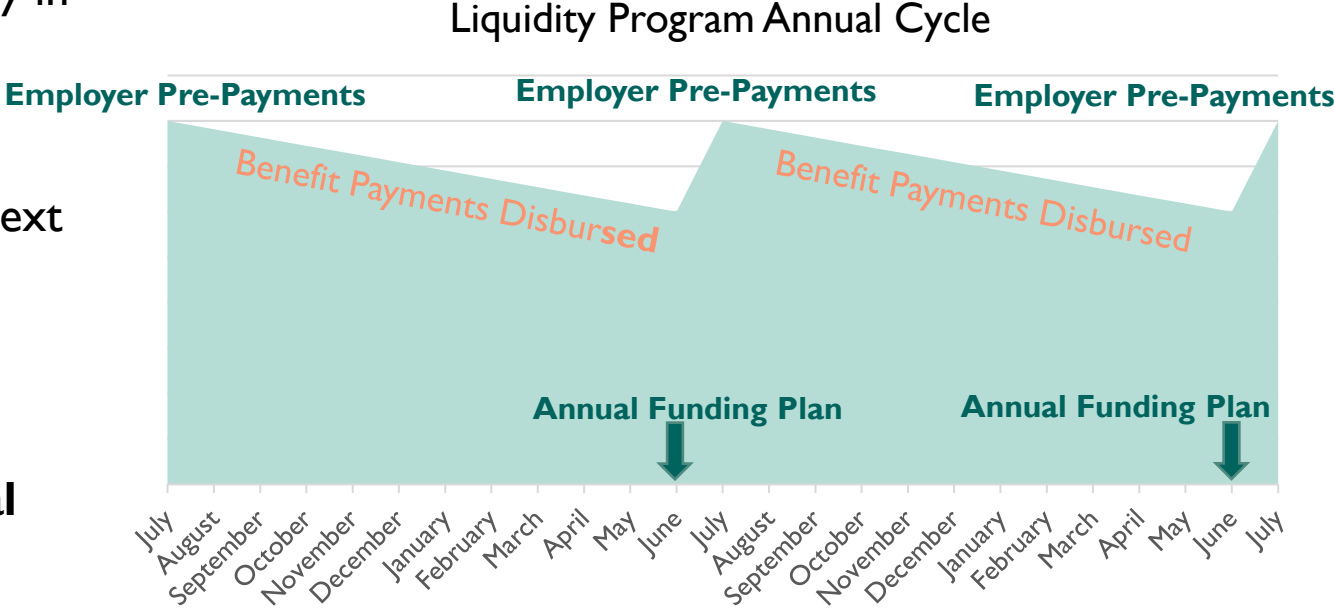 y in
Liquidity Program Annual Cycle
Employer Pre-Payments
Employer Pre-Payments
Employer Pre-Payments
Benefit Payments Disbursed
Benefit Payments Disbursed
ext
Annual Funding Plan
Annual Funding Plan
al
July
August
September
October
November
December
January
February
March
April
May
June
July
August
September
October
November
December
January
February
March
April
May
June
July